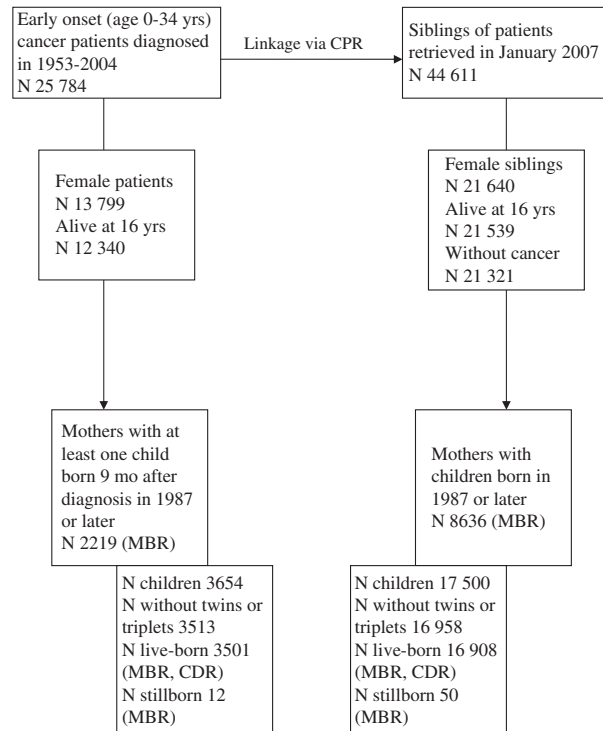 Early onset (age 0-34 yrs)
cancer patients diagnosed
in 1953-2004
N 25 784
Linkage via CPR
Siblings of patients
retrieved in January 2007
N 44 611
Female patients
N 13 799
Alive at 16 yrs
N 12 340
Female siblings
N 21 640
Alive at 16 yrs
N 21 539
Without cancer
N 21 321
Mothers with at
least one child
born 9 mo after
diagnosis in 1987
or later
N 2219 (MBR)
Mothers with
children born in
1987 or later
N 8636 (MBR)
N children 3654
N without twins or
triplets 3513
N live-born 3501
(MBR, CDR)
N stillborn 12
(MBR)
N children 17 500
N without twins or
triplets 16 958
N live-born 16 908
(MBR, CDR)
N stillborn 50
(MBR)